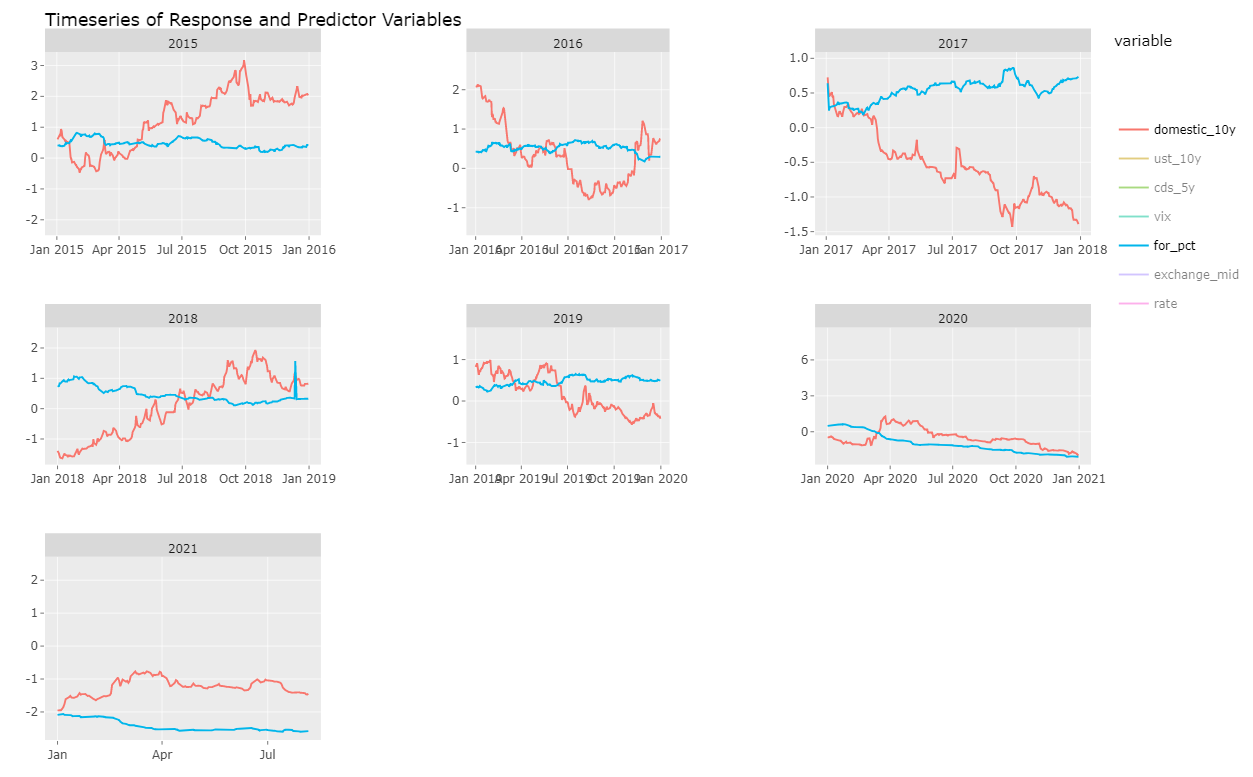 Timeseries of Response and Predictor Variables
2015
3
2
1
0
-1
-2
Jan 2015 Apr 2015 Jul 2015 Oct 2015 Jan 2016
2016
2
1
0
-1
Jan 2016 Apr 2016 Jul 2016 Oct 2016 Jan 2017
2017
1.0
0.5
0.0
-0.5
-1.0
-1.5
Jan 2017 Apr 2017 Jul 2017 Oct 2017 Jan 2018
variable
domestic_10y
ust_10y
cds_5y
vix
for_pct
exchange_mid
rate
2018
2
1
0
-1
Jan 2018 Apr 2018 Jul 2018 Oct 2018 Jan 2019
2019
1
0
-1
Jan 2019 Apr 2019 Jul 2019 Oct 2019 Jan 2020
2020
6
3
0
Jan 2020 Apr 2020 Jul 2020 Oct 2020 Jan 2021
2021
2
1
0
-1
-2
Jan Apr Jul